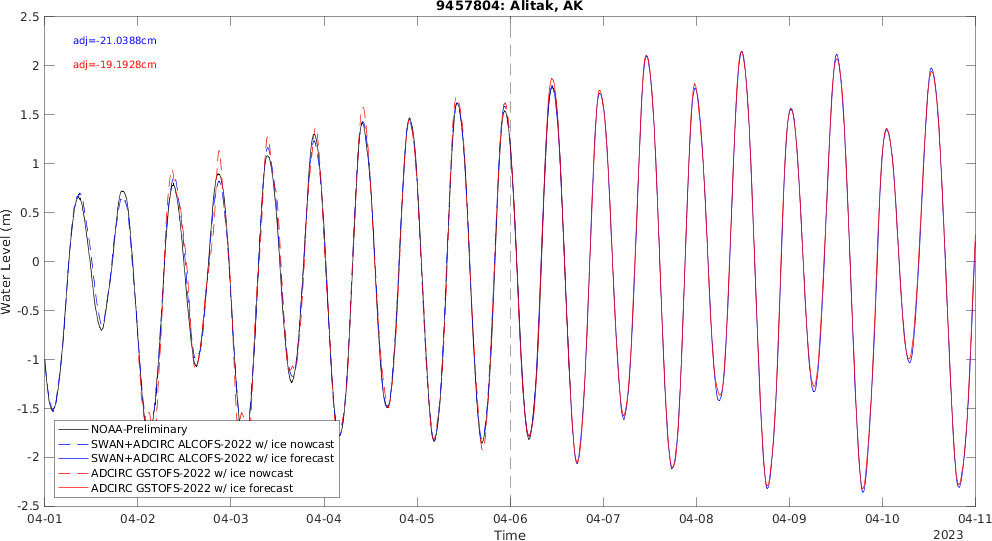 9457804: Alitak, AK
adj=-21.0388cm
adj=-19.1928cm
Water Level (m)
2.5
2
1.5
1
0.5
0
-0.5
-1
-1.5
-2
-2.5
NOAA-Preliminary
SWAN+ADCIRC ALCOFS-2022 w/ ice nowcast
SWAN+ADCIRC ALCOFS-2022 w/ ice forecast
ADCIRC GSTOFS-2022 w/ ice nowcast
ADCIRC GSTOFS-2022 w/ ice forecast
04-01 04-02 04-03 04-04 04-05 04-06 04-07 04-08 04-09 04-10 04-11
Time
2023